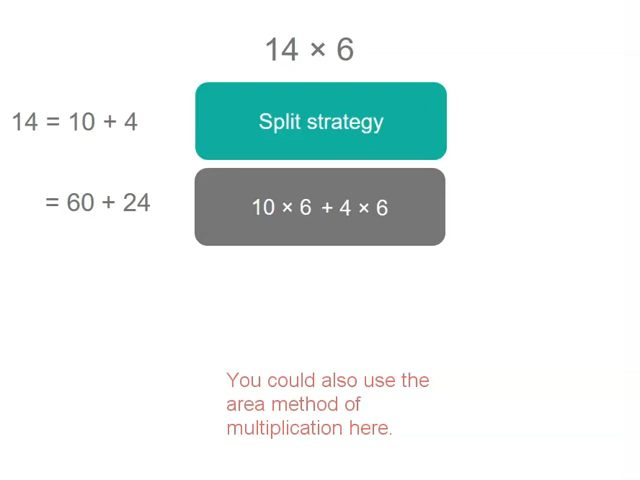 14 × 6
14 = 10 + 4
Split strategy
= 60 + 24
10 × 6 + 4 × 6
You could also use the
area method of
multiplication here.